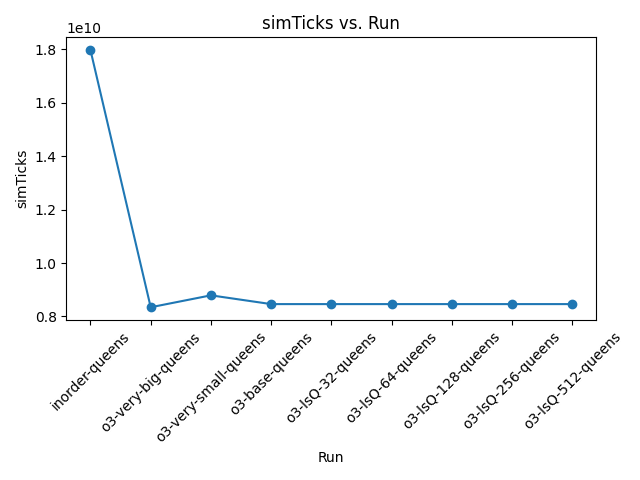 simTicks vs. Run
1e10
simTicks
1.8
1.6
1.4
1.2
1.0
0.8
inorder-queens
o3-very-big-queens
o3-very-small-queens
o3-base-queens
o3-lsQ-32-queens
o3-lsQ-64-queens
o3-lsQ-128-queens
o3-lsQ-256-queens
o3-lsQ-512-queens
Run